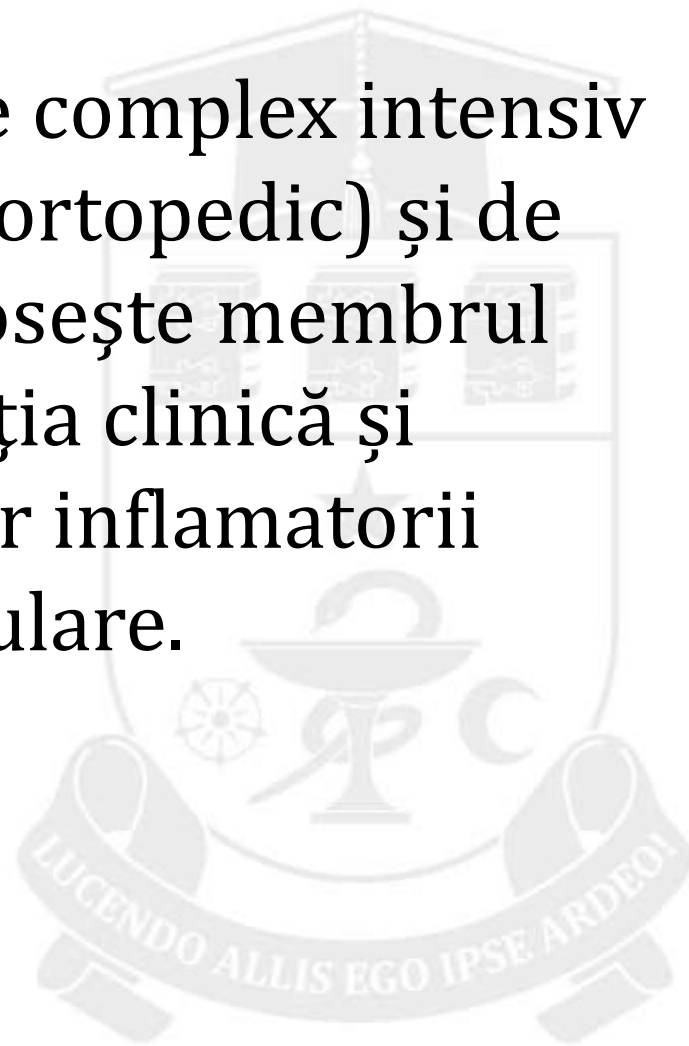 e complex intensiv
ortopedic) și de
osește membrul
ția clinică și
r inflamatorii
ulare.
LUCENDO ALLIS EGO IPSE ARDEO!